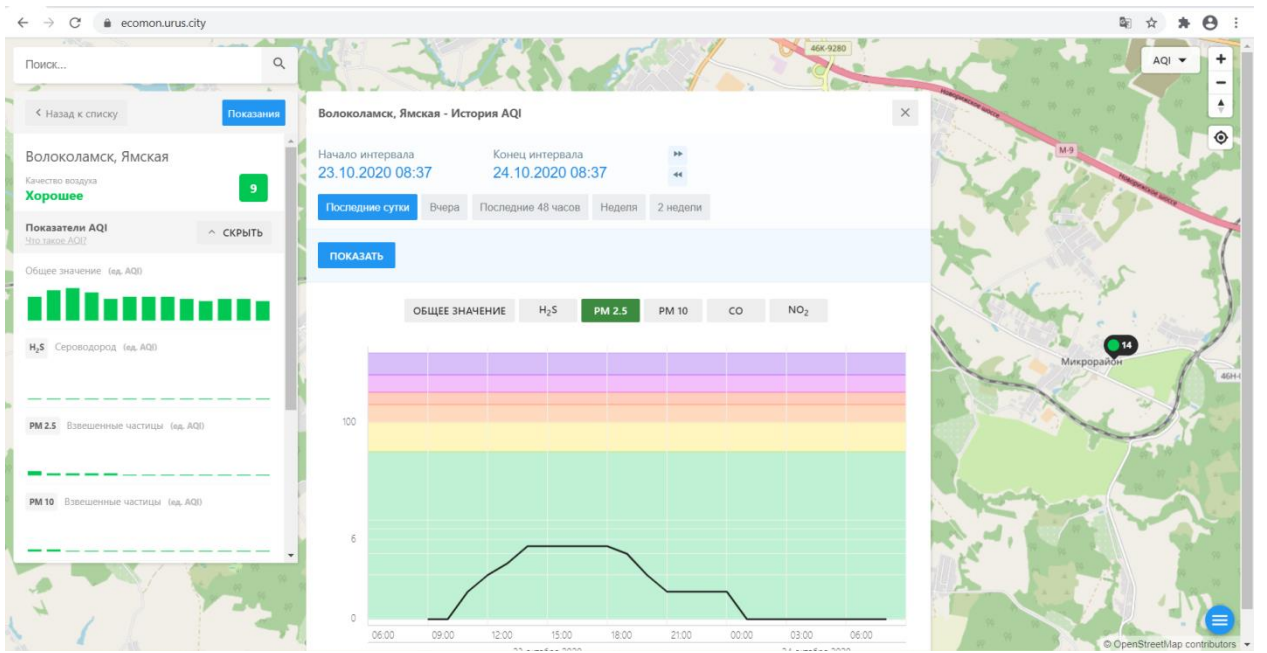 ecomon.urus.city
Поиск...
Назад к списку
Показания
Волоколамск, Ямская
Качество воздуха
Хорошее
9
Показатели AQI
Что такое AQI?
СКРЫТЬ
Общее значение (ед. AQI)
H₂S Сероводород (ед. AQI)
PM 2.5 Взвешенные частицы (ед. AQI)
PM 10 Взвешенные частицы (ед. AQI)
Волоколамск, Ямская - История AQI
Начало интервала
Конец интервала
23.10.2020 08:37
24.10.2020 08:37
Последние сутки
Вчера
Последние 48 часов
Неделя
2 недели
ПОКАЗАТЬ
ОБЩЕЕ ЗНАЧЕНИЕ
H₂S
PM 2.5
PM 10
CO
NO₂
100
6
0
06:00 09:00 12:00 15:00 18:00 21:00 00:00 03:00 06:00
46К-9280
AQI
Новорижское шоссе
М-9
Новорижское шоссе
14
Микрорайон
© OpenStreetMap contributors